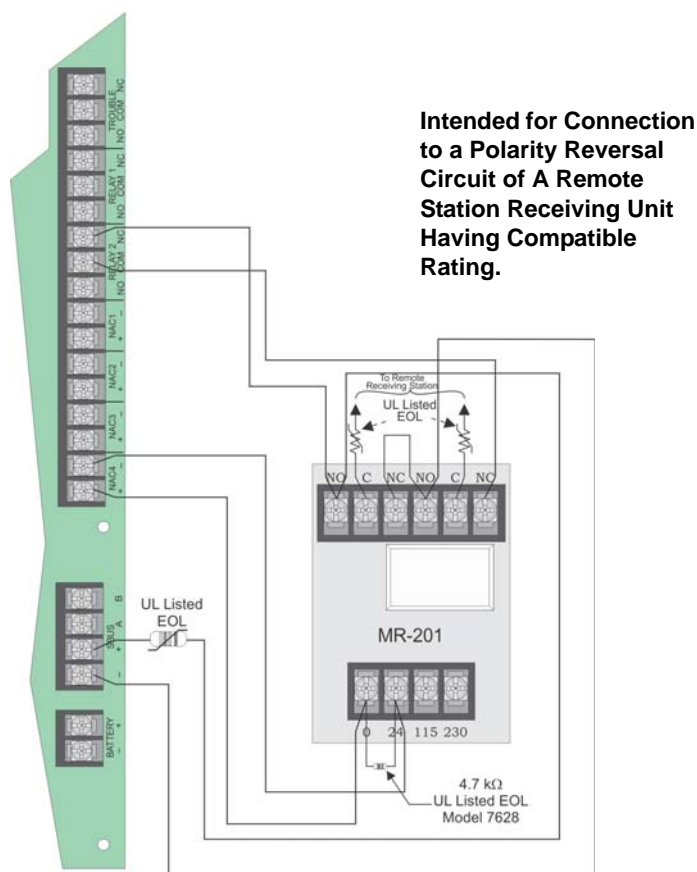 Intended for Connection
to a Polarity Reversal
Circuit of A Remote
Station Receiving Unit
Having Compatible
Rating.
TROUBLE
NC
COM
NO
RELAY 1
NC
COM
NO
RELAY 2
NC
COM
NO
NAC1
–
+
NAC2
–
+
NAC3
–
+
NAC4
–
+
To Remote
Receiving Station
UL Listed
EOL
NO C NC NO C NC
MR-201
0 24 115 230
4.7 kΩ
UL Listed EOL
Model 7628
UL Listed
EOL
SBUS
B
A
+
–
BATTERY
+
–